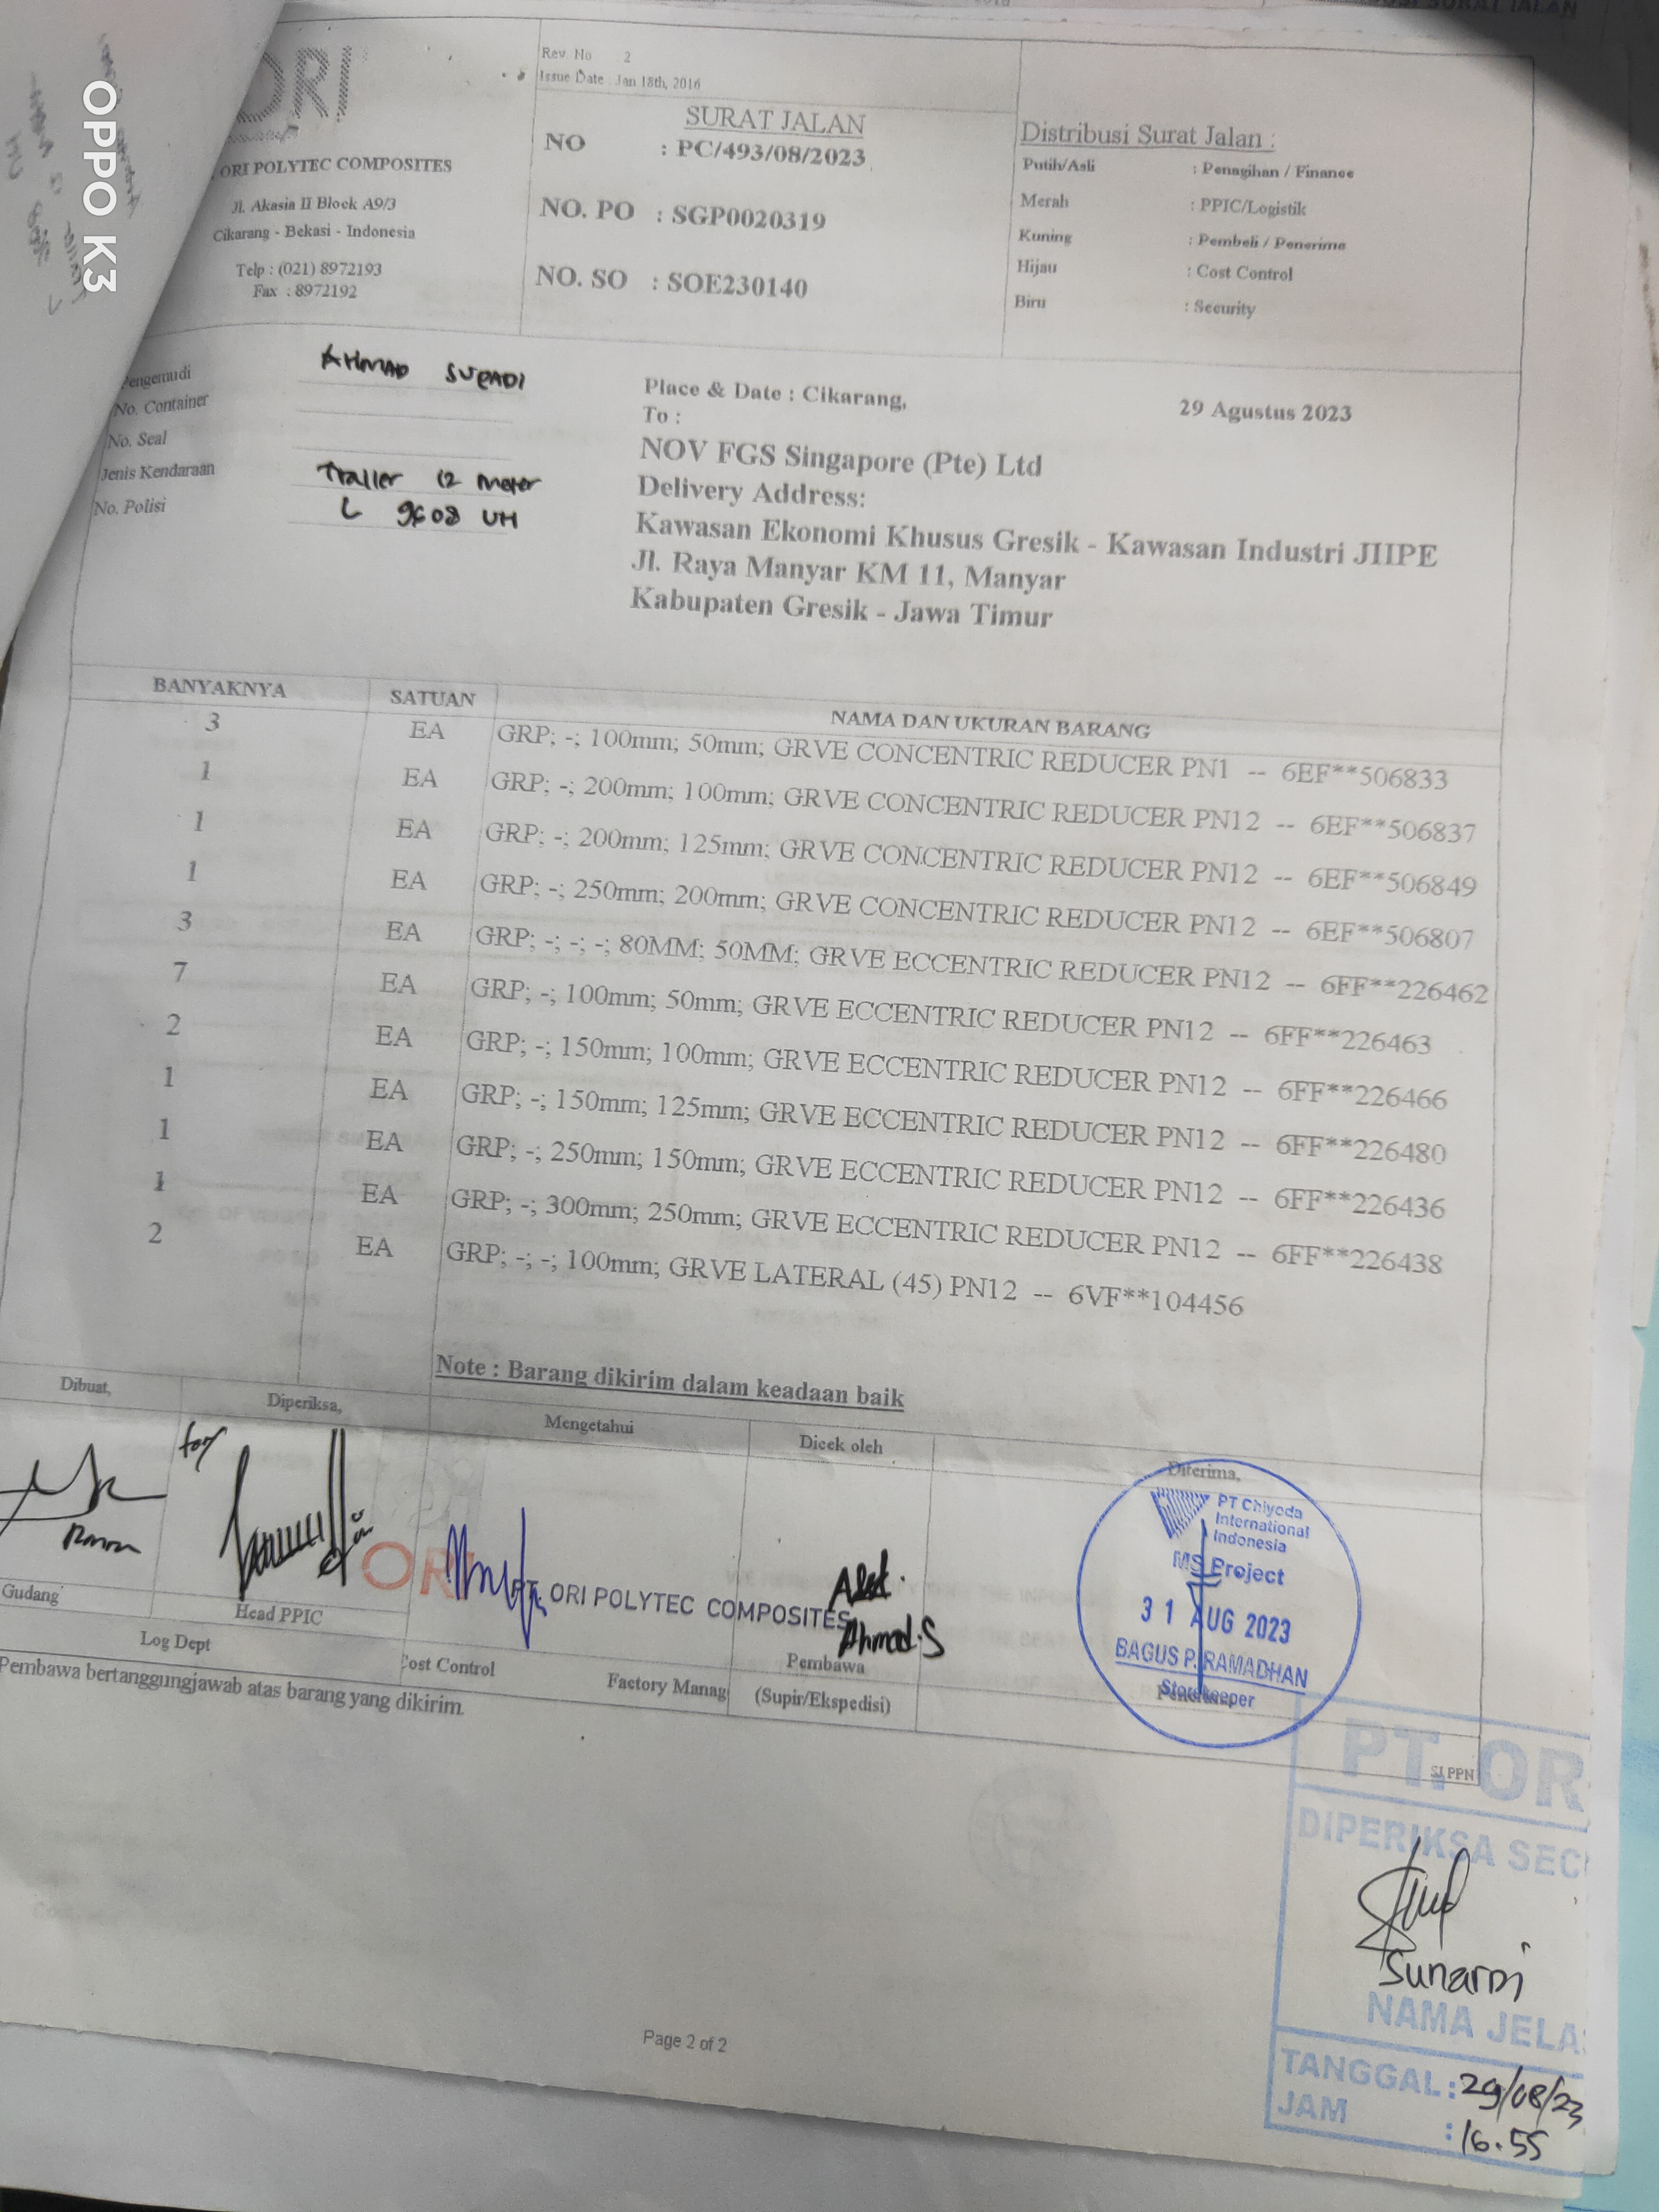 OPPO K3
ORI
ORI POLYTEC COMPOSITES
Jl. Akasia II Block A9/3
Cikarang - Bekasi - Indonesia
Telp : (021) 8972193
Fax : 8972192
Rev. No 2
Issue Date : Jan 18th, 2016
SURAT JALAN
NO : PC/493/08/2023
NO. PO : SGP0020319
NO. SO : SOE230140
Distribusi Surat Jalan :
Putih/Asli : Penagihan / Finance
Merah : PPIC/Logistik
Kuning : Pembeli / Penerima
Hijau : Cost Control
Biru : Security
Pengemudi AHMAD SUPADI
No. Container
No. Seal
Jenis Kendaraan Trailer 12 meter
No. Polisi L 9608 UH
Place & Date : Cikarang, 29 Agustus 2023
To :
NOV FGS Singapore (Pte) Ltd
Delivery Address:
Kawasan Ekonomi Khusus Gresik - Kawasan Industri JIIPE
Jl. Raya Manyar KM 11, Manyar
Kabupaten Gresik - Jawa Timur
BANYAKNYA SATUAN NAMA DAN UKURAN BARANG
3 EA GRP; -; 100mm; 50mm; GRVE CONCENTRIC REDUCER PN1 -- 6EF**506833
1 EA GRP; -; 200mm; 100mm; GRVE CONCENTRIC REDUCER PN12 -- 6EF**506837
1 EA GRP; -; 200mm; 125mm; GRVE CONCENTRIC REDUCER PN12 -- 6EF**506849
1 EA GRP; -; 250mm; 200mm; GRVE CONCENTRIC REDUCER PN12 -- 6EF**506807
3 EA GRP; -; -; -; 80MM; 50MM; GRVE ECCENTRIC REDUCER PN12 -- 6FF**226462
7 EA GRP; -; 100mm; 50mm; GRVE ECCENTRIC REDUCER PN12 -- 6FF**226463
2 EA GRP; -; 150mm; 100mm; GRVE ECCENTRIC REDUCER PN12 -- 6FF**226466
1 EA GRP; -; 150mm; 125mm; GRVE ECCENTRIC REDUCER PN12 -- 6FF**226480
1 EA GRP; -; 250mm; 150mm; GRVE ECCENTRIC REDUCER PN12 -- 6FF**226436
1 EA GRP; -; 300mm; 250mm; GRVE ECCENTRIC REDUCER PN12 -- 6FF**226438
2 EA GRP; -; -; 100mm; GRVE LATERAL (45) PN12 -- 6VF**104456
Note : Barang dikirim dalam keadaan baik
Dibuat, Diperiksa, Mengetahui Dicek oleh Diterima,
for
PT Chiyoda
International
Indonesia
MS Project
31 AUG 2023
BAGUS P. RAMADHAN
Storekeeper
ORI
PT. ORI POLYTEC COMPOSITES
Ahmad.S
Gudang Head PPIC
Log Dept Cost Control Factory Manag Pembawa
(Supir/Ekspedisi)
Pembawa bertanggungjawab atas barang yang dikirim.
SJ PPN
PT. OR
DIPERIKSA SEC
Sunardi
NAMA JELA
TANGGAL : 29/08/23
JAM : 16.55
Page 2 of 2